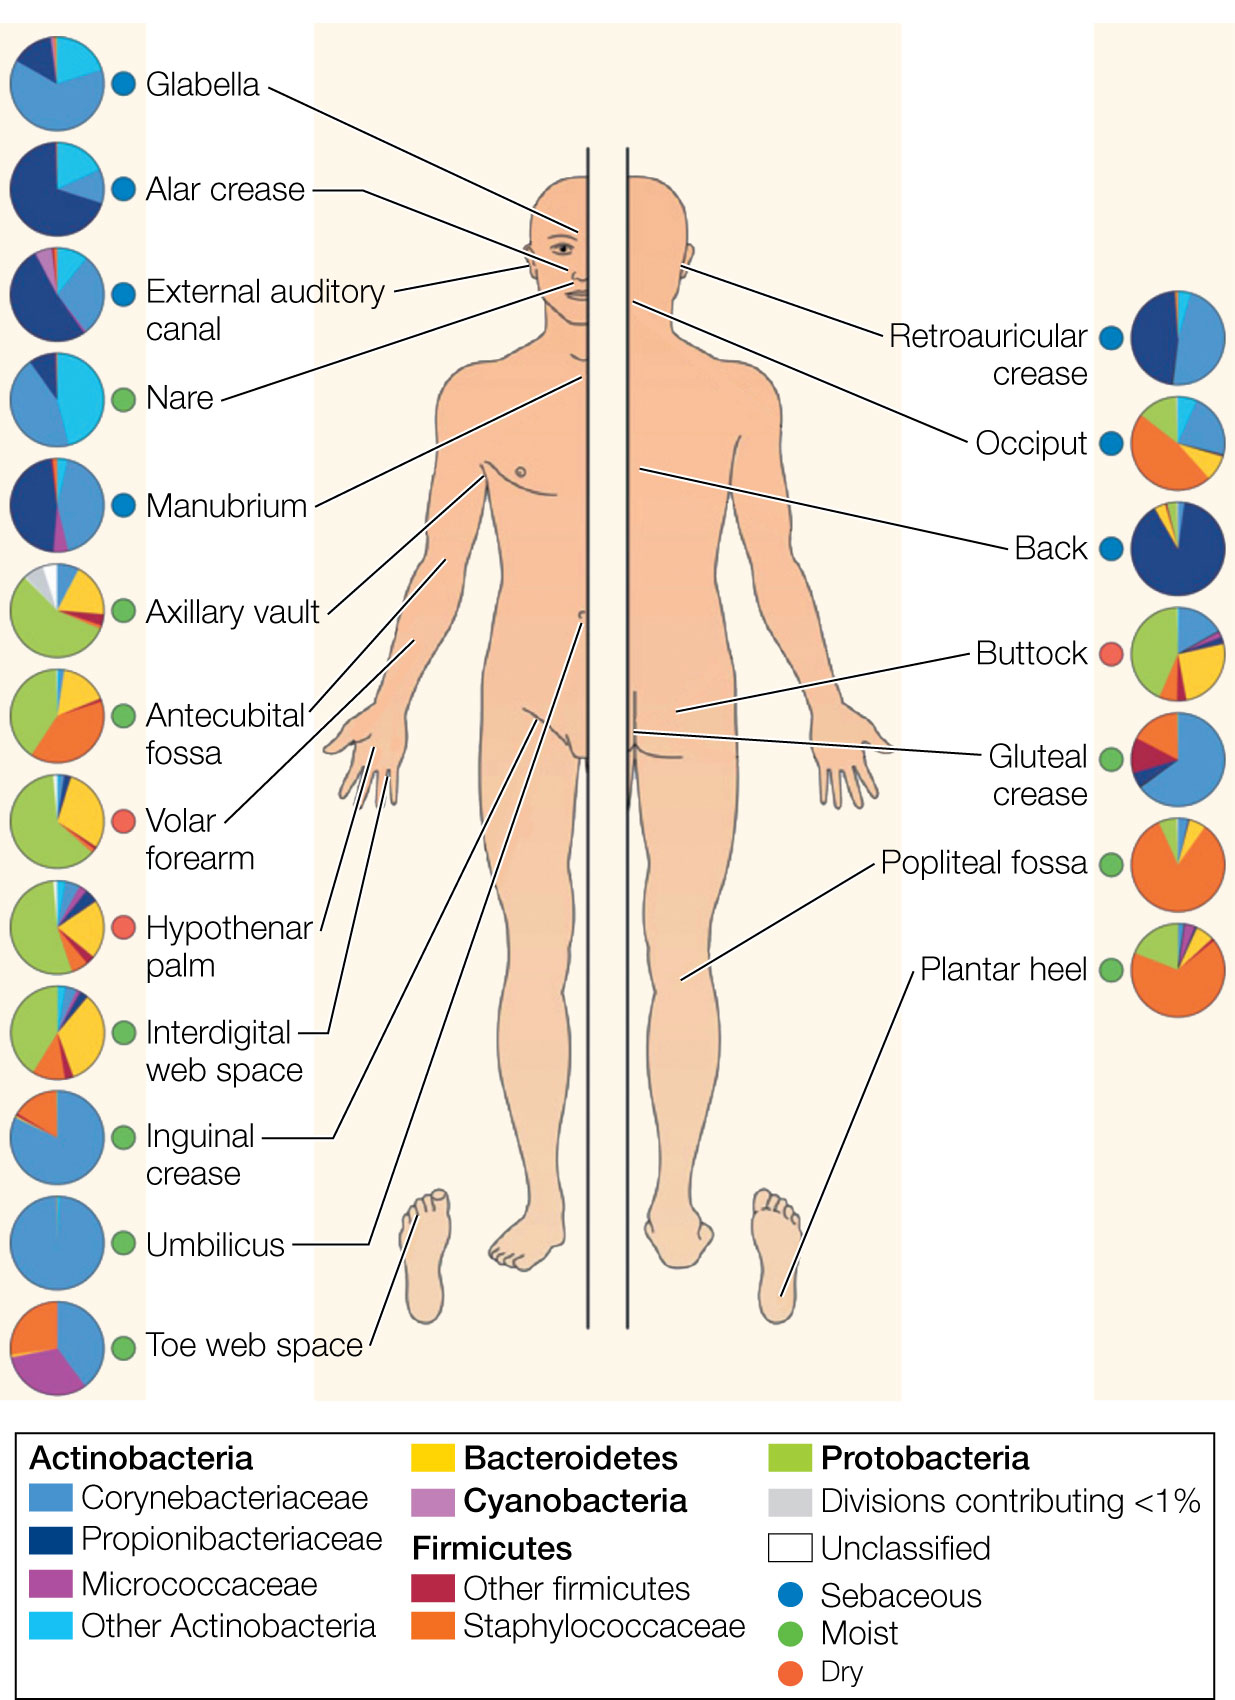 Glabella
Alar crease
External auditory
canal
Nare
Manubrium
Axillary vault
Antecubital
fossa
Volar
forearm
Hypothenar
palm
Interdigital
web space
Inguinal
crease
Umbilicus
Toe web space
Retroauricular
crease
Occiput
Back
Buttock
Gluteal
crease
Popliteal fossa
Plantar heel
Actinobacteria
Corynebacteriaceae
Propionibacteriaceae
Micrococcaceae
Other Actinobacteria
Bacteroidetes
Cyanobacteria
Firmicutes
Other firmicutes
Staphylococcaceae
Protobacteria
Divisions contributing <1%
Unclassified
Sebaceous
Moist
Dry